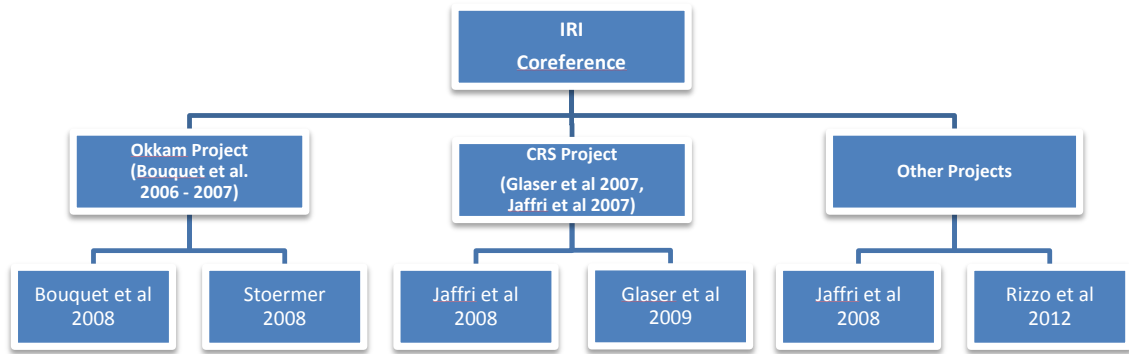 IRI
Coreference
Okkam Project
(Bouquet et al.
2006 - 2007)
CRS Project
(Glaser et al 2007,
Jaffri et al 2007)
Other Projects
Bouquet et al
2008
Stoermer
2008
Jaffri et al
2008
Glaser et al
2009
Jaffri et al
2008
Rizzo et al
2012